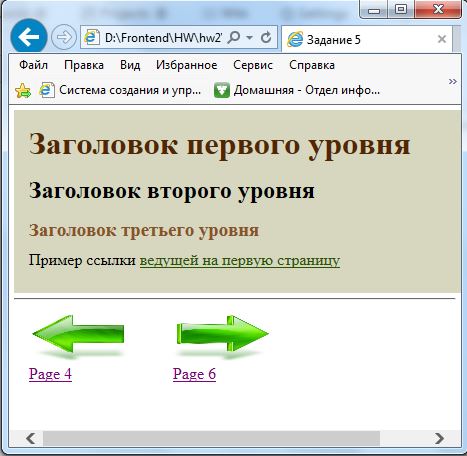 D:\Frontend\HW\hw2\
Задание 5
Файл Правка Вид Избранное Сервис Справка
Система создания и упр... Домашняя - Отдел инфо...
Заголовок первого уровня
Заголовок второго уровня
Заголовок третьего уровня
Пример ссылки ведущей на первую страницу
Page 4 Page 6